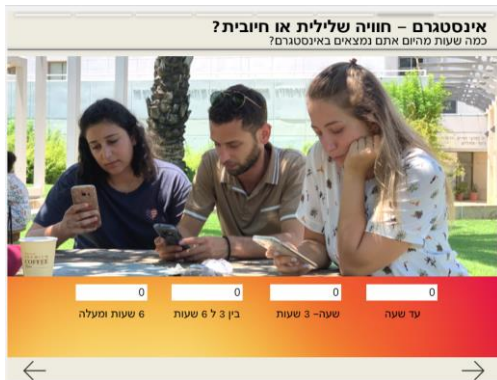 אינסטגרם – חוויה שלילית או חיובית?
כמה שעות מהיום אתם נמצאים באינסטגרם?
0
0
0
0
עד שעה
שעה- 3 שעות
בין 3 ל 6 שעות
6 שעות ומעלה